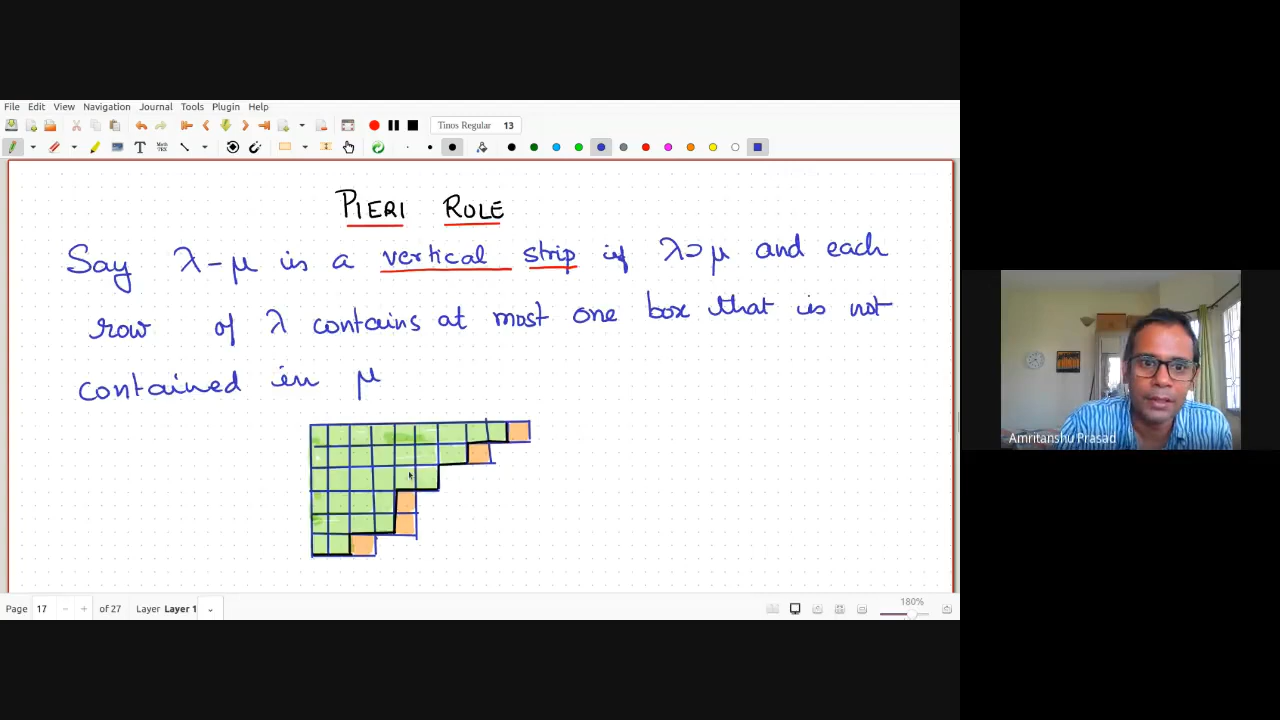 File Edit View Navigation Journal Tools Plugin Help
Tinos Regular 13
PIERI RULE
Say λ-μ is a vertical strip if λ⊃μ and each
row of λ contains at most one box that is not
contained in μ
Amritanshu Prasad
Page 17 of 27 Layer Layer 1 180%